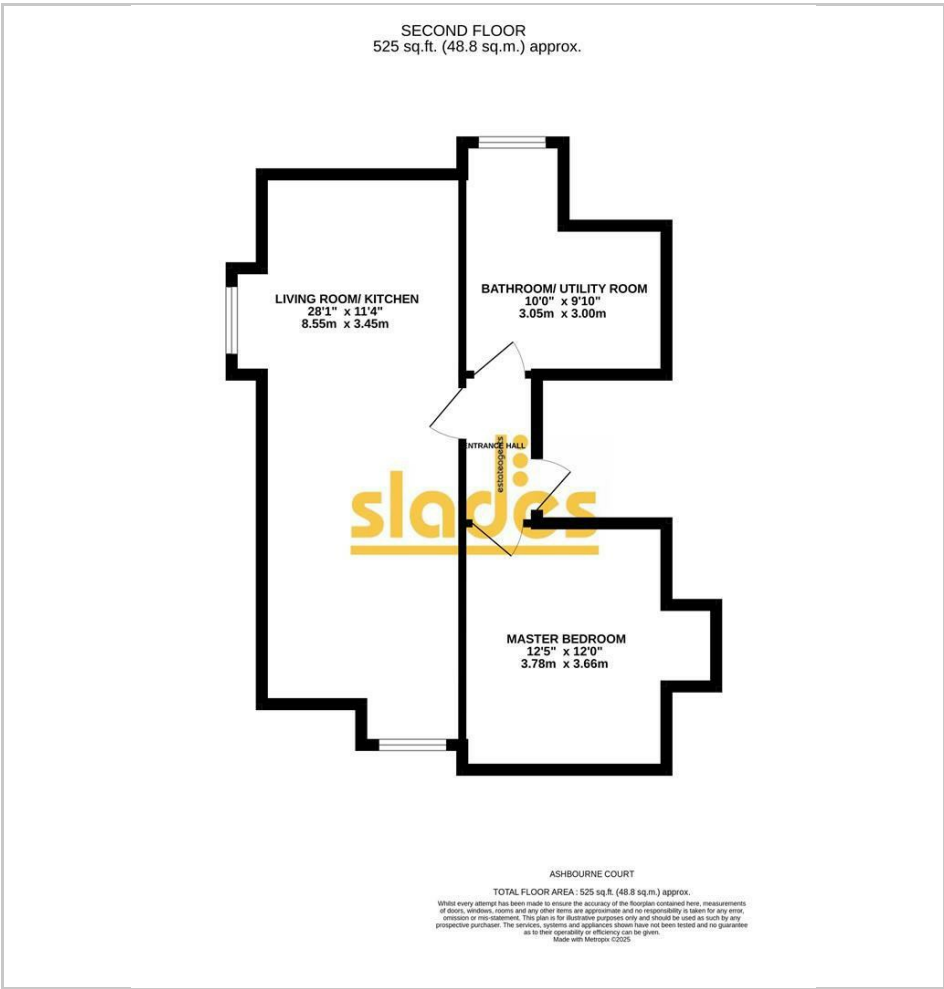 SECOND FLOOR
525 sq.ft. (48.8 sq.m.) approx.
BATHROOM/ UTILITY ROOM
10'0" x 9'10"
3.05m x 3.00m
LIVING ROOM/ KITCHEN
28'1" x 11'4"
8.55m x 3.45m
ENTRANCE HALL
estateagents
slades
MASTER BEDROOM
12'5" x 12'0"
3.78m x 3.66m
ASHBOURNE COURT
TOTAL FLOOR AREA : 525 sq.ft. (48.8 sq.m.) approx.
Whilst every attempt has been made to ensure the accuracy of the floorplan contained here, measurements
of doors, windows, rooms and any other items are approximate and no responsibility is taken for any error,
omission or mis-statement. This plan is for illustrative purposes only and should be used as such by any
prospective purchaser. The services, systems and appliances shown have not been tested and no guarantee
as to their operability or efficiency can be given.
Made with Metropix ©2025